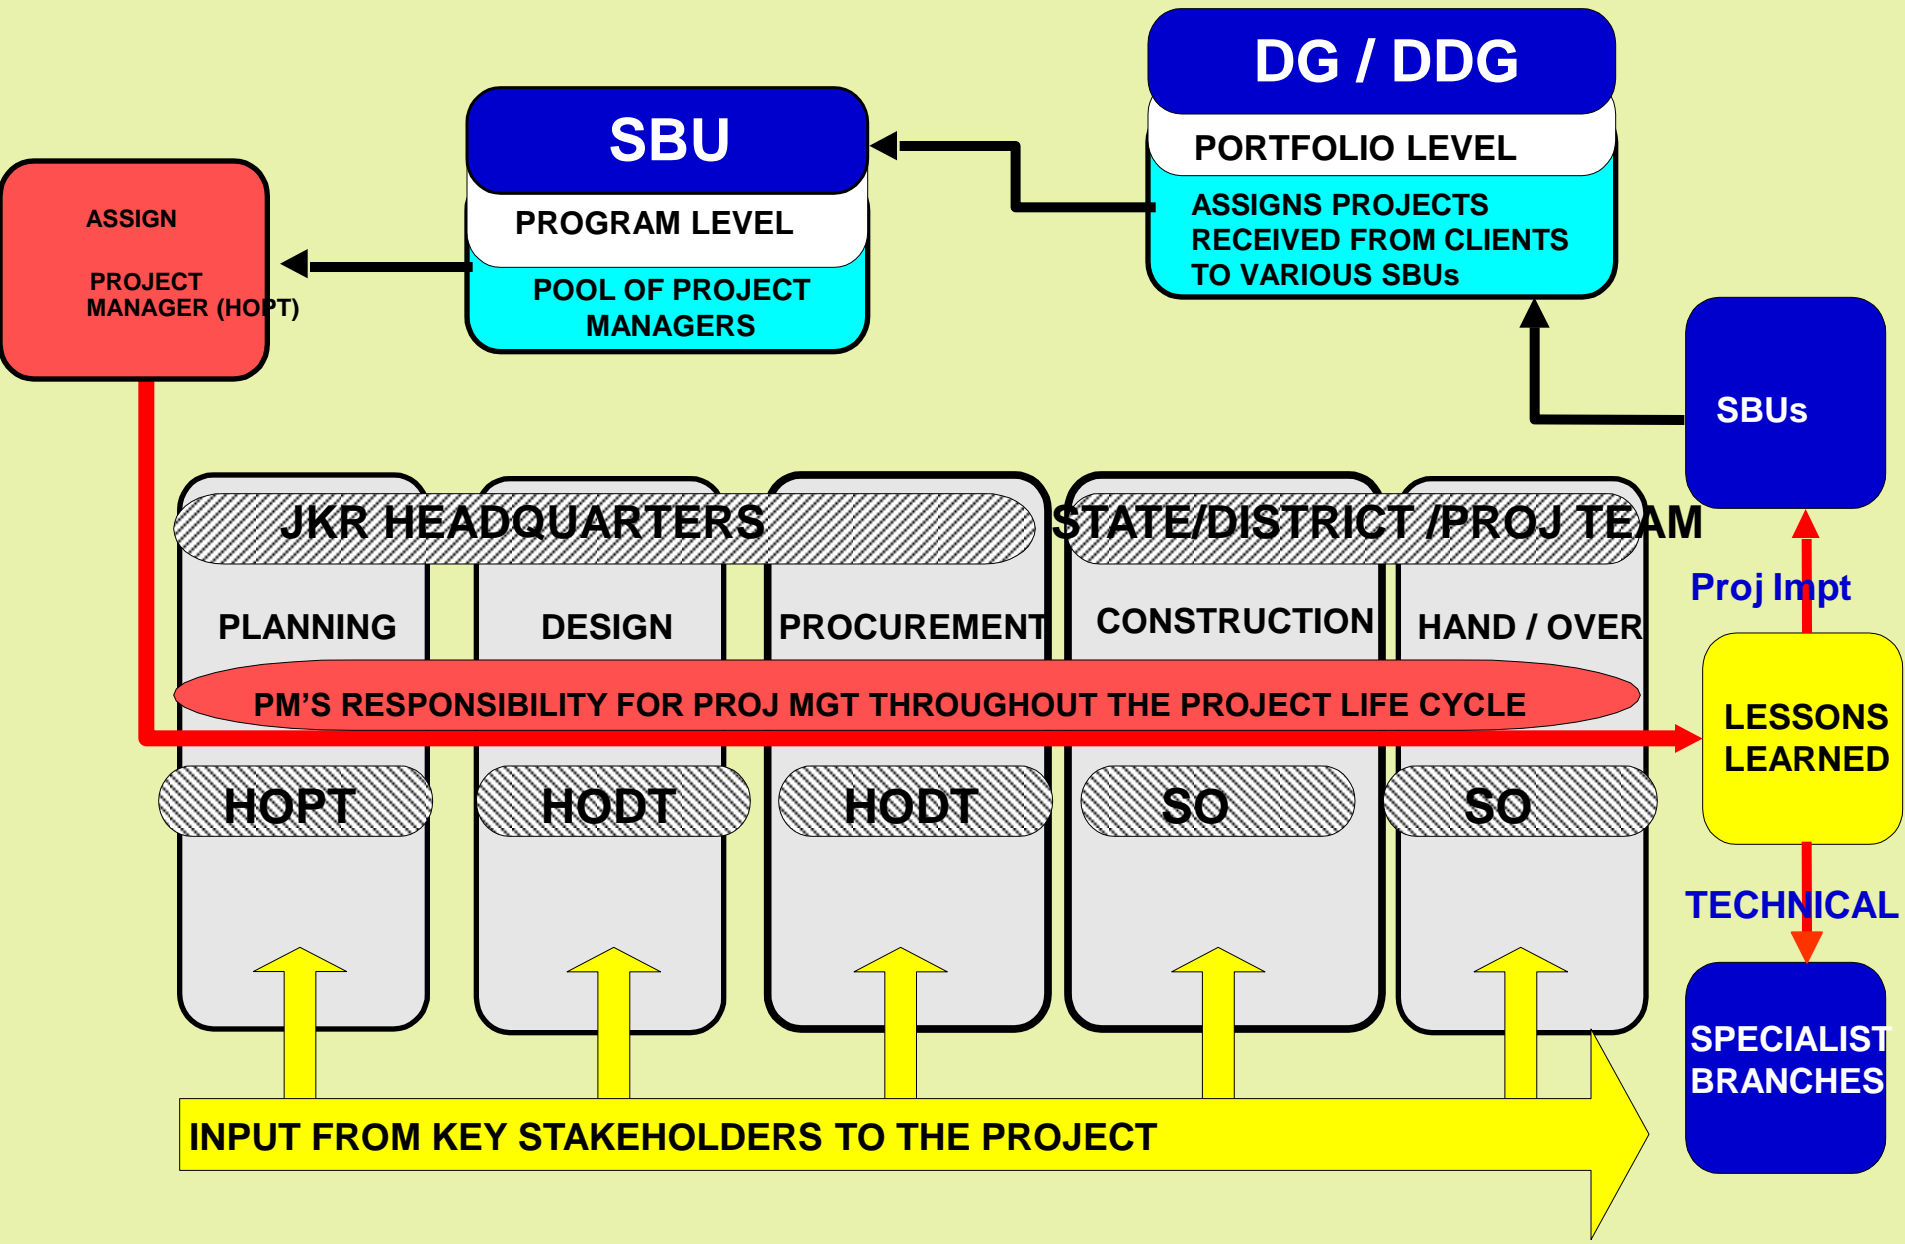 DG / DDG
PORTFOLIO LEVEL
ASSIGNS PROJECTS
RECEIVED FROM CLIENTS
TO VARIOUS SBUs
SBU
PROGRAM LEVEL
POOL OF PROJECT
MANAGERS
ASSIGN
PROJECT
MANAGER (HOPT)
SBUs
JKR HEADQUARTERS
STATE/DISTRICT /PROJ TEAM
Proj Impt
PLANNING
DESIGN
PROCUREMENT
CONSTRUCTION
HAND / OVER
PM’S RESPONSIBILITY FOR PROJ MGT THROUGHOUT THE PROJECT LIFE CYCLE
LESSONS
LEARNED
HOPT
HODT
HODT
SO
SO
TECHNICAL
SPECIALIST
BRANCHES
INPUT FROM KEY STAKEHOLDERS TO THE PROJECT